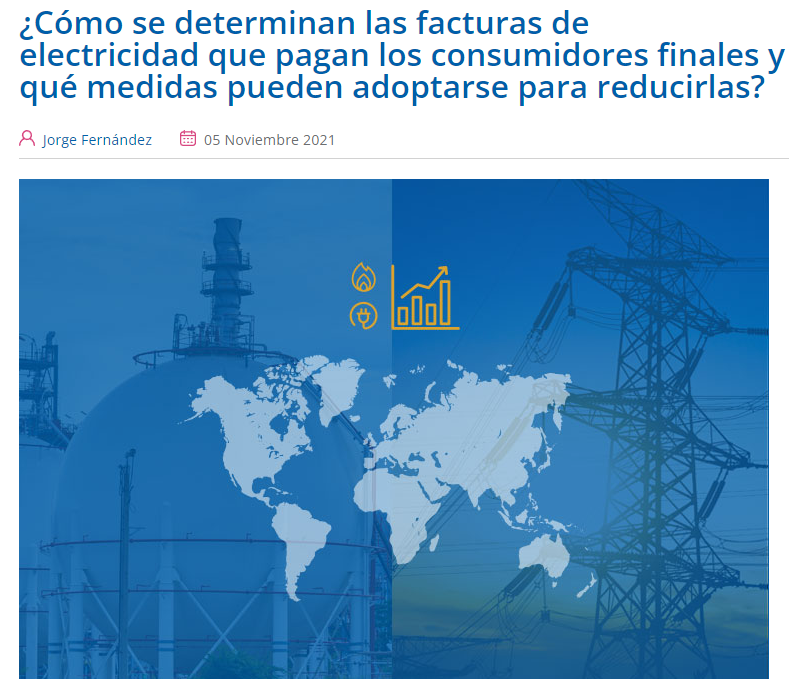 ¿Cómo se determinan las facturas de
electricidad que pagan los consumidores finales y
qué medidas pueden adoptarse para reducirlas?
Jorge Fernández 05 Noviembre 2021